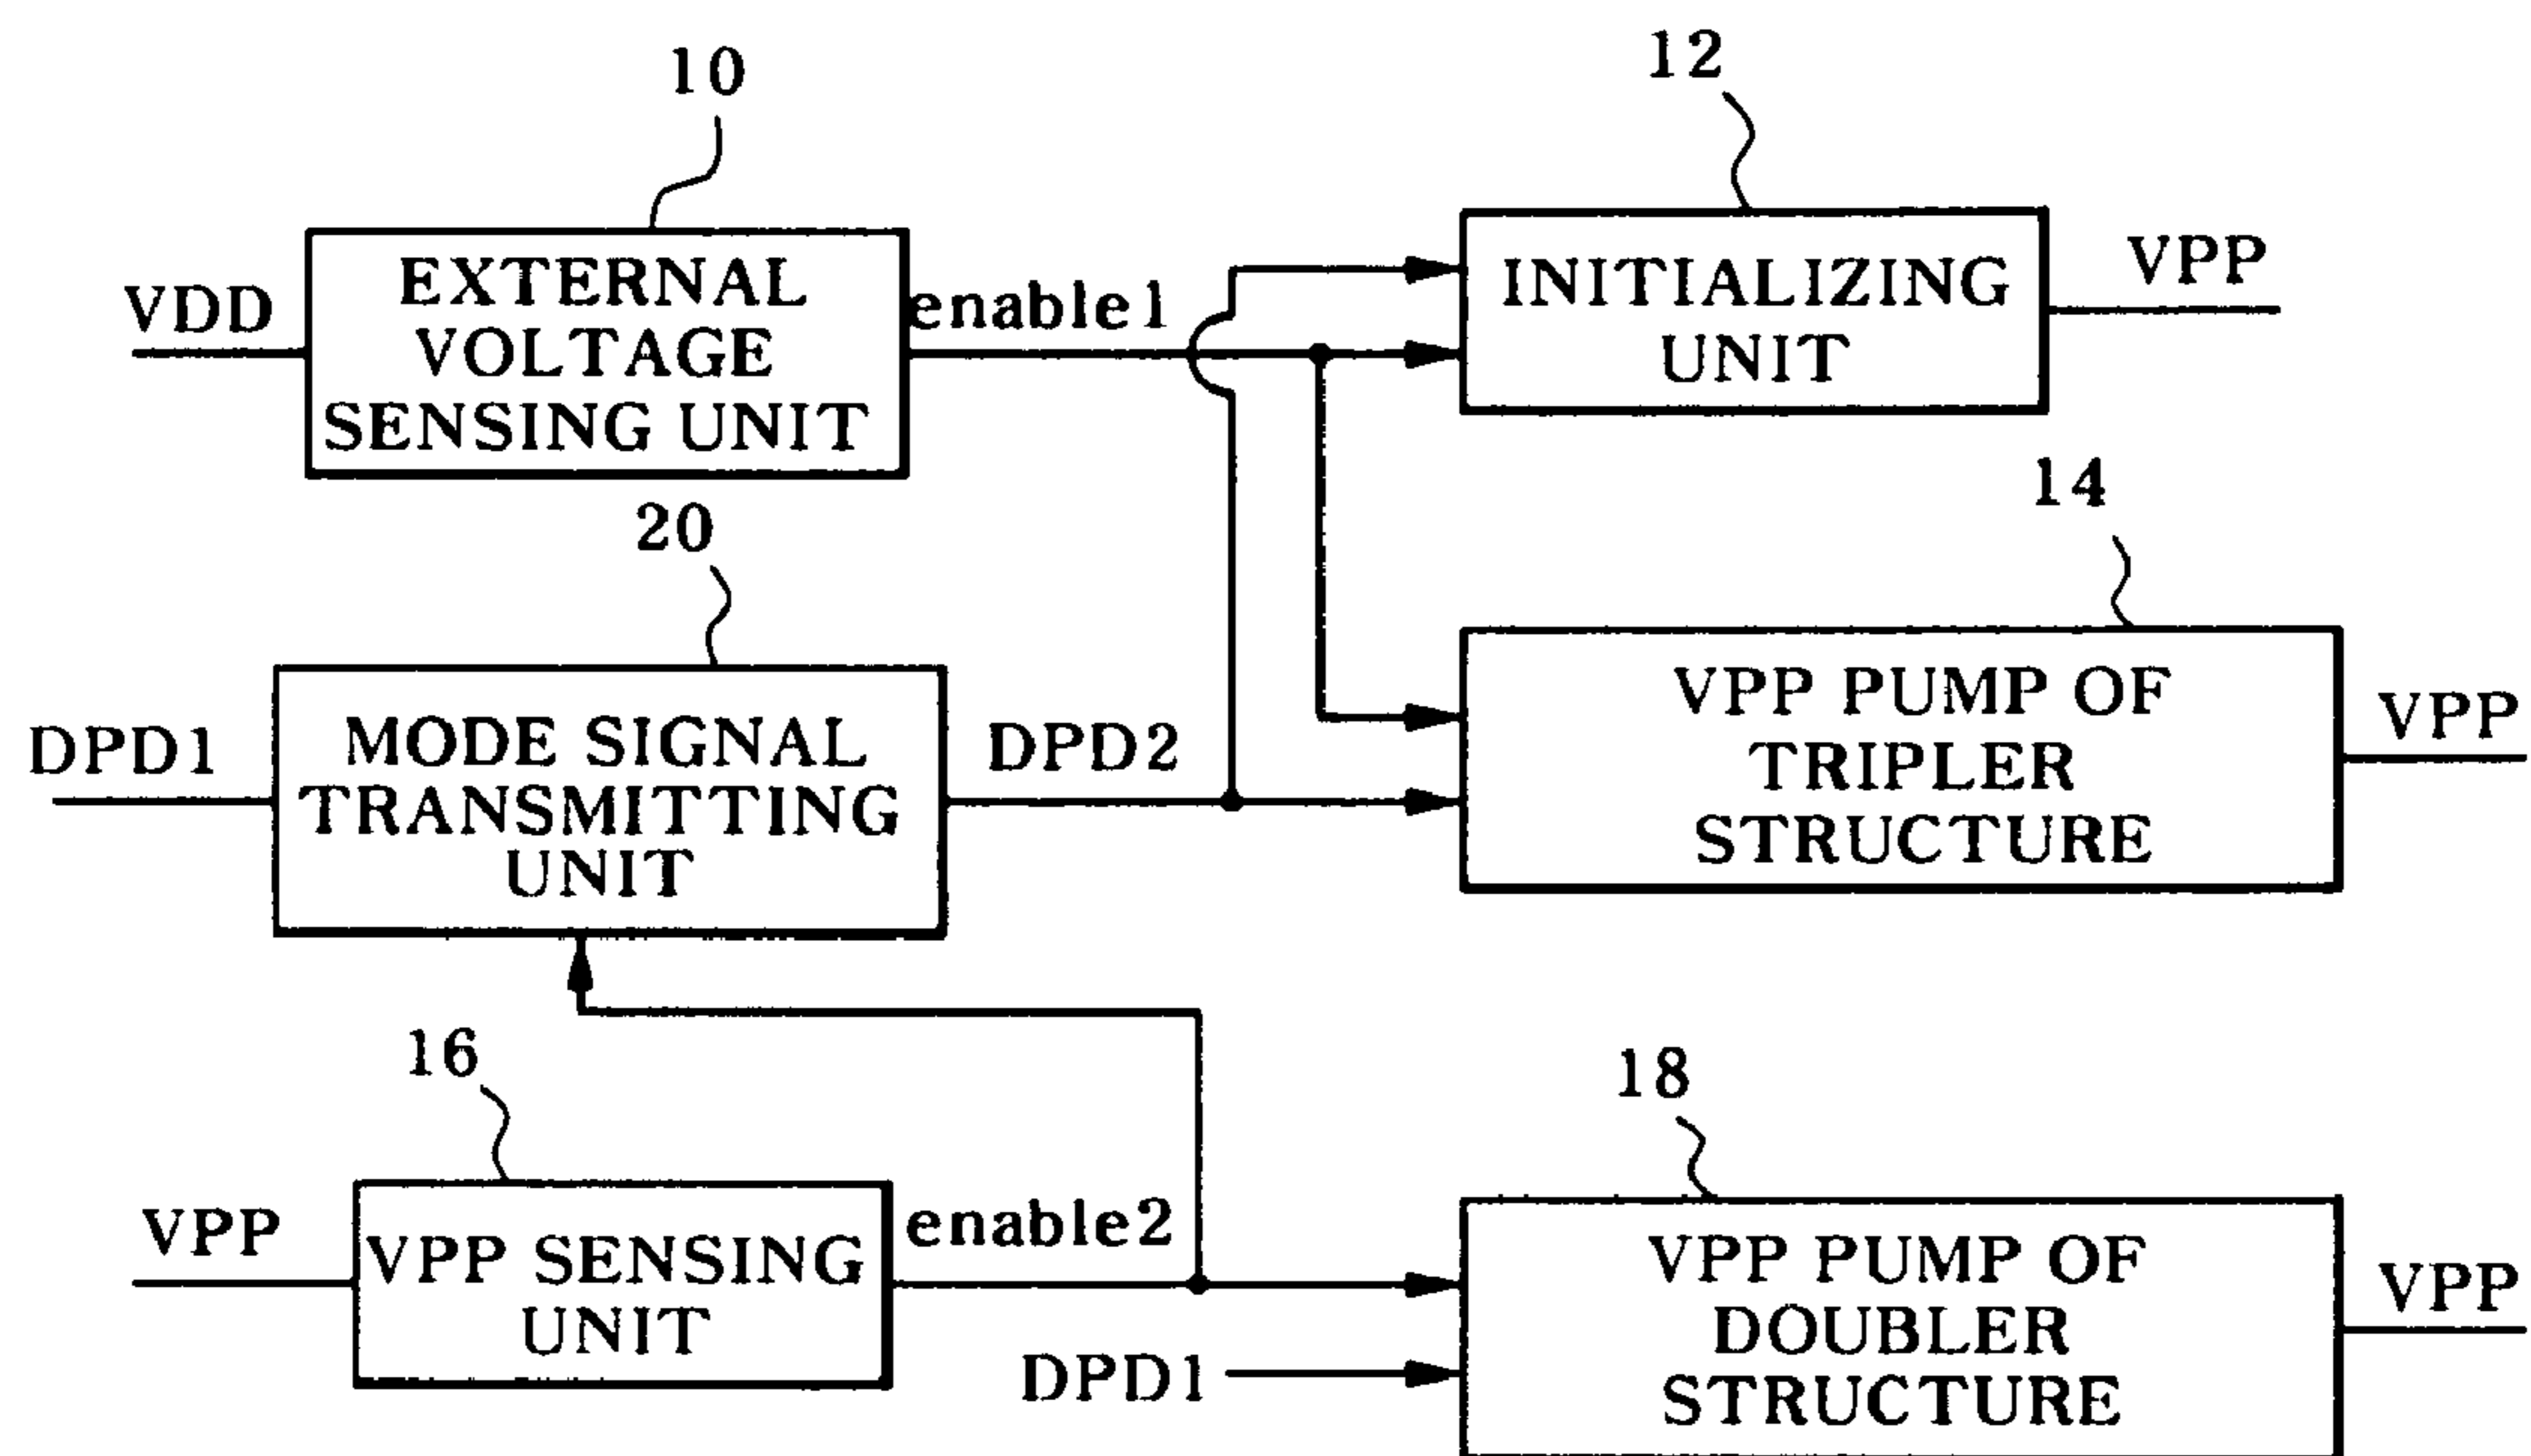 10
12
VDD
EXTERNAL
VOLTAGE
SENSING UNIT
enable1
INITIALIZING
UNIT
VPP
20
14
DPD1
MODE SIGNAL
TRANSMITTING
UNIT
DPD2
VPP PUMP OF
TRIPLER
STRUCTURE
VPP
16
18
VPP
VPP SENSING
UNIT
enable2
DPD1
VPP PUMP OF
DOUBLER
STRUCTURE
VPP